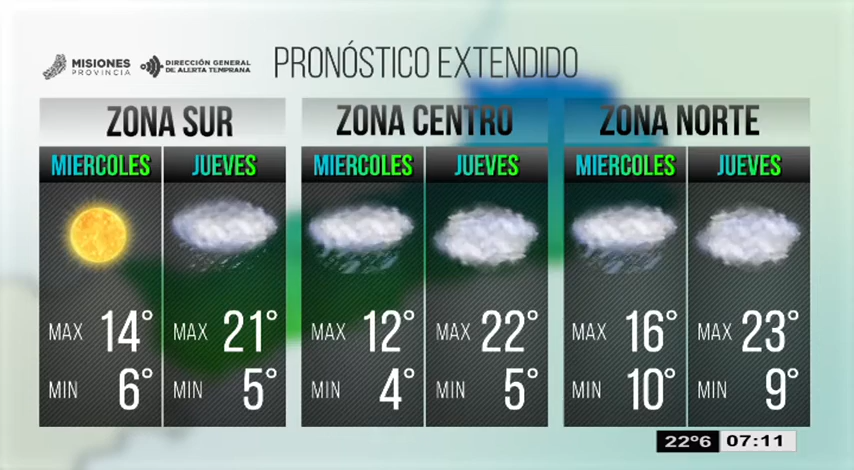 MISIONES
PROVINCIA
DIRECCIÓN GENERAL
DE ALERTA TEMPRANA
PRONÓSTICO EXTENDIDO
ZONA SUR
MIERCOLES JUEVES
MAX 14° MAX 21°
MIN 6° MIN 5°
ZONA CENTRO
MIERCOLES JUEVES
MAX 12° MAX 22°
MIN 4° MIN 5°
ZONA NORTE
MIERCOLES JUEVES
MAX 16° MAX 23°
MIN 10° MIN 9°
22º6 07:11